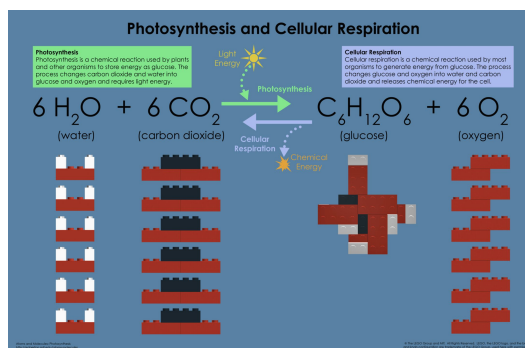 Photosynthesis and Cellular Respiration
Photosynthesis
Photosynthesis is a chemical reaction used by plants
and other organisms to store energy as glucose. The
process changes carbon dioxide and water into
glucose and oxygen and requires light energy.
Light
Energy
Cellular Respiration
Cellular respiration is a chemical reaction used by most
organisms to generate energy from glucose. The process
changes glucose and oxygen into water and carbon
dioxide and releases chemical energy for the cell.
Photosynthesis
6 H2O + 6 CO2
C6H12O6 + 6 O2
(water)
(carbon dioxide)
Cellular
Respiration
(glucose)
(oxygen)
Chemical
Energy